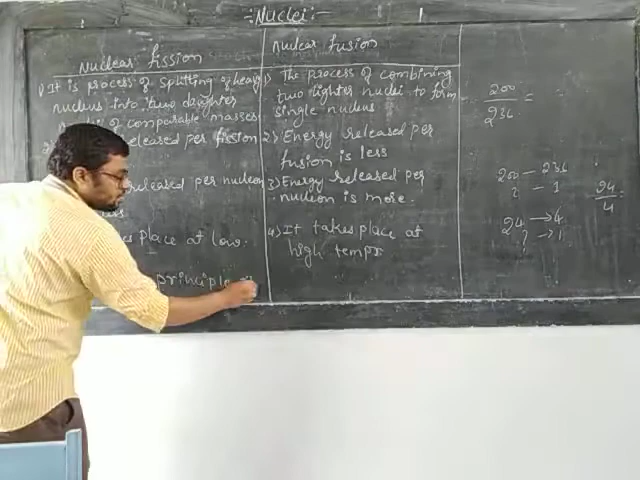 :Nuclei:-
Nuclear fission
1) It is process of splitting of heavy
nucleus into two daughter
of comparable masses
released per fission
released per nucleon
place at low.
principle
Nuclear fusion
1) The process of combining
two lighter nuclei to form
single nucleus
2) Energy released per
fusion is less
3) Energy released per
nucleon is more.
4) It takes place at
high tempr
200
236 =
200 - 236
? - 1
24 → 4
? → 1
24
4 =